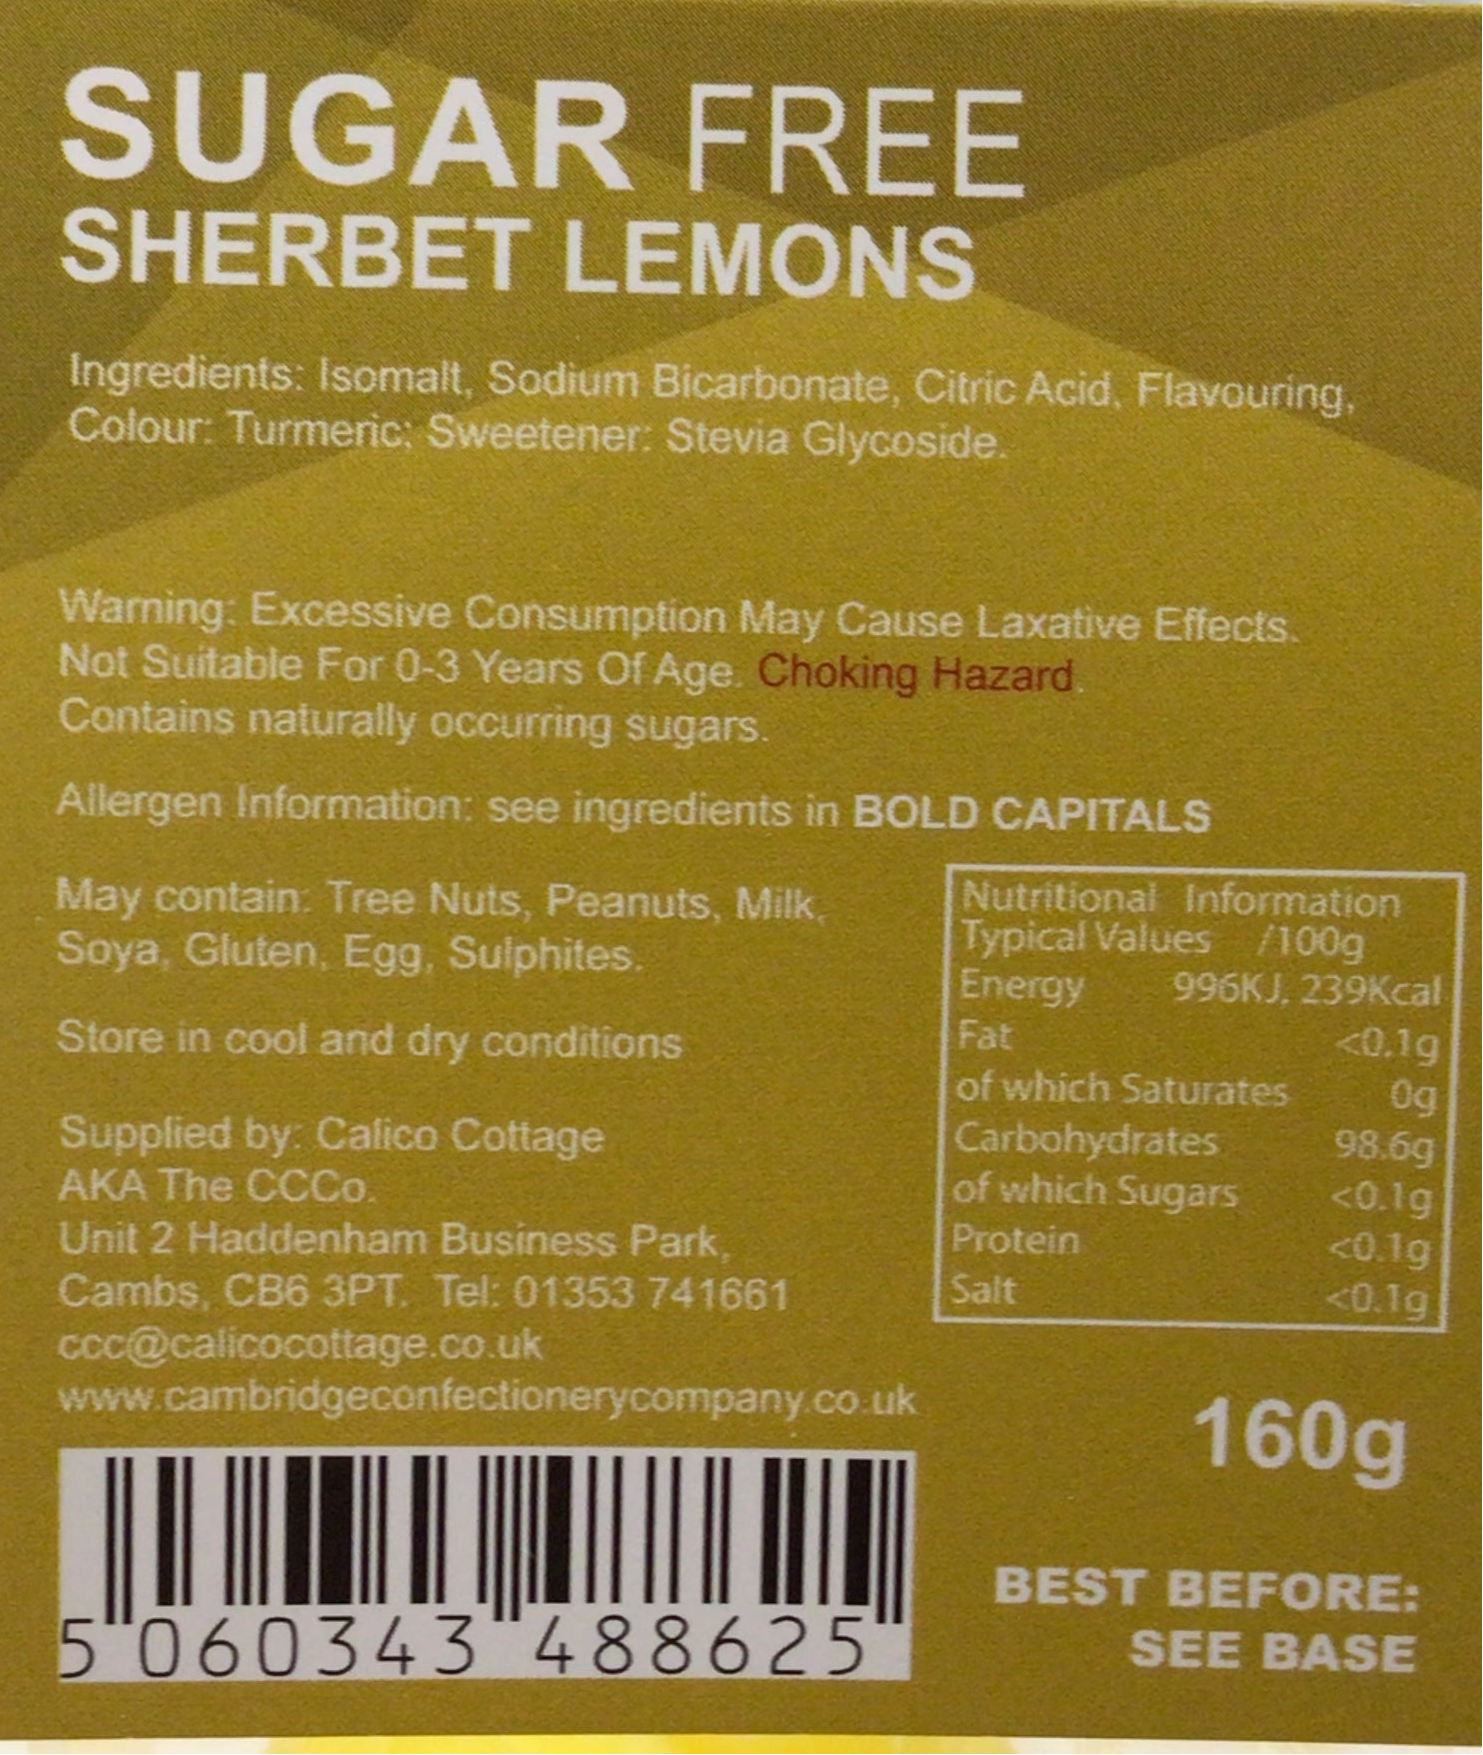 SUGAR FREE
SHERBET LEMONS
Ingredients: Isomalt, Sodium Bicarbonate, Citric Acid, Flavouring,
Colour: Turmeric; Sweetener: Stevia Glycoside.
Warning: Excessive Consumption May Cause Laxative Effects.
Not Suitable For 0-3 Years Of Age. Choking Hazard.
Contains naturally occurring sugars.
Allergen Information: see ingredients in BOLD CAPITALS
May contain: Tree Nuts, Peanuts, Milk,
Soya, Gluten, Egg, Sulphites.
Store in cool and dry conditions
Supplied by: Calico Cottage
AKA The CCCo.
Unit 2 Haddenham Business Park,
Cambs, CB6 3PT. Tel: 01353 741661
ccc@calicocottage.co.uk
www.cambridgeconfectionerycompany.co.uk
Nutritional Information
Typical Values /100g
Energy 996KJ, 239Kcal
Fat <0.1g
of which Saturates 0g
Carbohydrates 98.6g
of which Sugars <0.1g
Protein <0.1g
Salt <0.1g
160g
BEST BEFORE:
SEE BASE
5 060343 488625